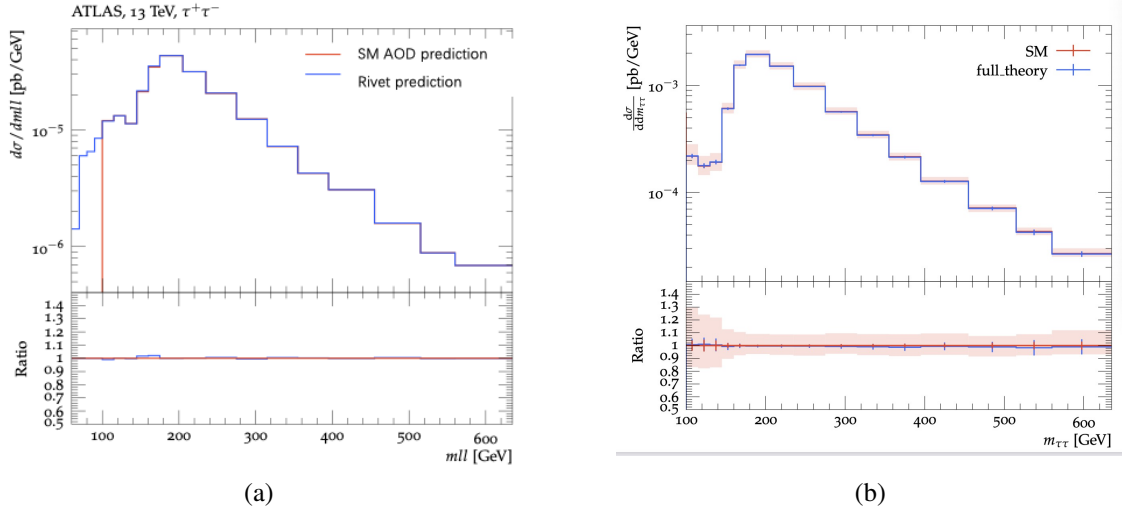 ATLAS, 13 TeV, τ⁺τ⁻
dσ/dmll [pb/GeV]
SM AOD prediction
Rivet prediction
10⁻⁵
10⁻⁶
Ratio
1.4
1.3
1.2
1.1
1
0.9
0.8
0.7
0.6
0.5
100
200
300
400
500
600
mll [GeV]
(a)
dσ/ddmττ [pb/GeV]
SM
full_theory
10⁻³
10⁻⁴
Ratio
1.4
1.3
1.2
1.1
1
0.9
0.8
0.7
0.6
0.5
100
200
300
400
500
600
mττ [GeV]
(b)